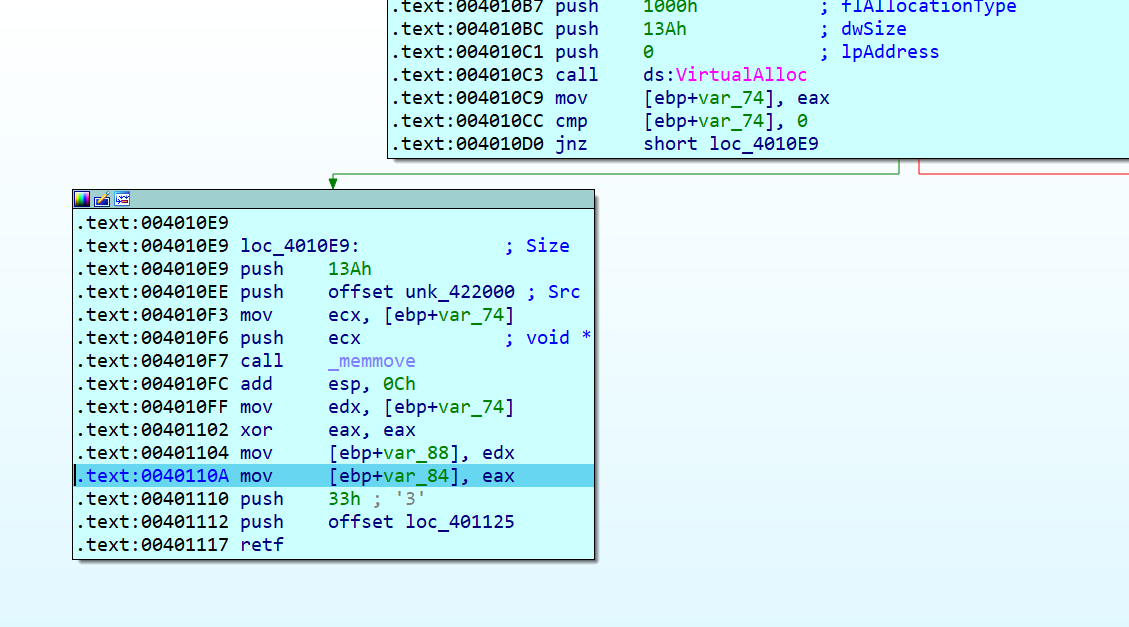 .text:004010B7 push 1000h ; flAllocationType
.text:004010BC push 13Ah ; dwSize
.text:004010C1 push 0 ; lpAddress
.text:004010C3 call ds:VirtualAlloc
.text:004010C9 mov [ebp+var_74], eax
.text:004010CC cmp [ebp+var_74], 0
.text:004010D0 jnz short loc_4010E9
.text:004010E9
.text:004010E9 loc_4010E9: ; Size
.text:004010E9 push 13Ah
.text:004010EE push offset unk_422000 ; Src
.text:004010F3 mov ecx, [ebp+var_74]
.text:004010F6 push ecx ; void *
.text:004010F7 call _memmove
.text:004010FC add esp, 0Ch
.text:004010FF mov edx, [ebp+var_74]
.text:00401102 xor eax, eax
.text:00401104 mov [ebp+var_88], edx
.text:0040110A mov [ebp+var_84], eax
.text:00401110 push 33h ; '3'
.text:00401112 push offset loc_401125
.text:00401117 retf